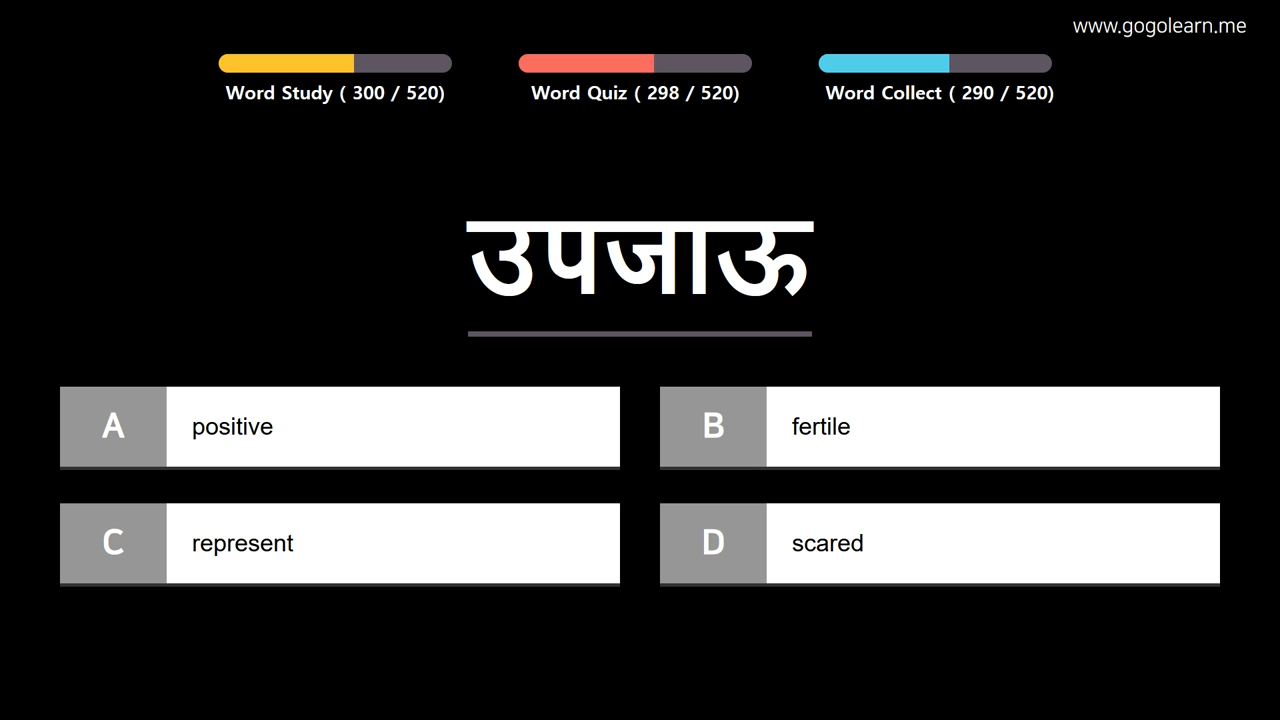 www.gogolearn.me
Word Study ( 300 / 520)
Word Quiz ( 298 / 520)
Word Collect ( 290 / 520)
उपजाऊ
A positive
B fertile
C represent
D scared